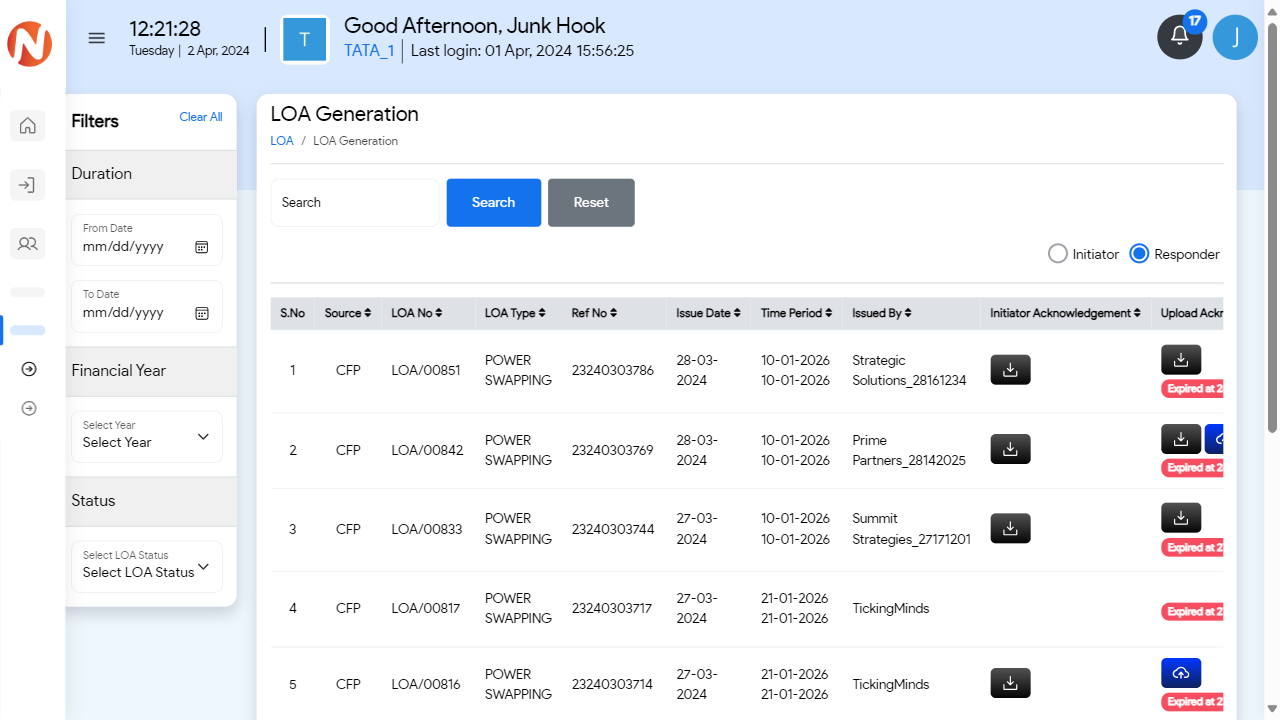 12:21:28
Tuesday | 2 Apr, 2024
T
Good Afternoon, Junk Hook
TATA_1 Last login: 01 Apr, 2024 15:56:25
17
J
Filters Clear All
Duration
From Date
mm/dd/yyyy
To Date
mm/dd/yyyy
Financial Year
Select Year
Select Year
Status
Select LOA Status
Select LOA Status
LOA Generation
LOA / LOA Generation
Search Search Reset
Initiator Responder
S.No Source LOA No LOA Type Ref No Issue Date Time Period Issued By Initiator Acknowledgement Upload Ackn
1 CFP LOA/00851 POWER SWAPPING 23240303786 28-03-2024 10-01-2026 10-01-2026 Strategic Solutions_28161234 Expired at 2
2 CFP LOA/00842 POWER SWAPPING 23240303769 28-03-2024 10-01-2026 10-01-2026 Prime Partners_28142025 Expired at 2
3 CFP LOA/00833 POWER SWAPPING 23240303744 27-03-2024 10-01-2026 10-01-2026 Summit Strategies_27171201 Expired at 2
4 CFP LOA/00817 POWER SWAPPING 23240303717 27-03-2024 21-01-2026 21-01-2026 TickingMinds Expired at 2
5 CFP LOA/00816 POWER SWAPPING 23240303714 27-03-2024 21-01-2026 21-01-2026 TickingMinds Expired at 2